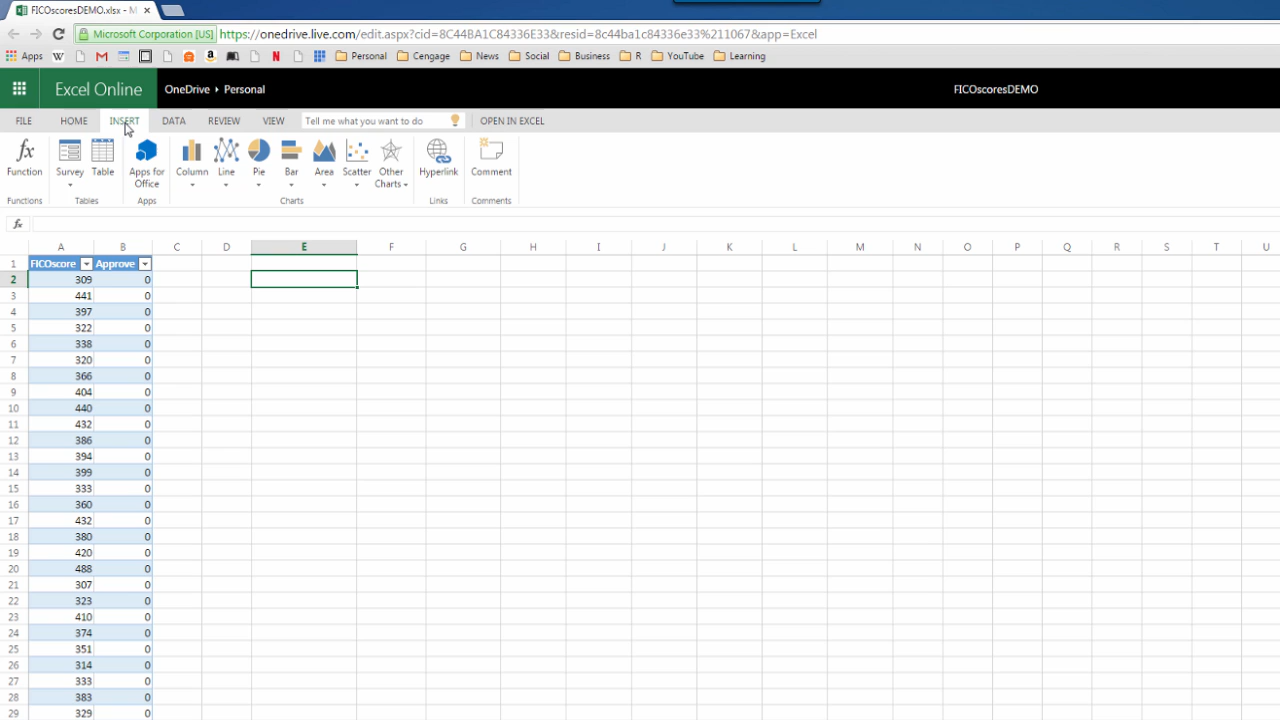 FICOscoresDEMO.xlsx - M
Microsoft Corporation [US] https://onedrive.live.com/edit.aspx?cid=8C44BA1C84336E33&resid=8c44ba1c84336e33%211067&app=Excel
Apps Personal Cengage News Social Business R YouTube Learning
Excel Online OneDrive Personal FICOscoresDEMO
FILE HOME INSERT DATA REVIEW VIEW Tell me what you want to do OPEN IN EXCEL
fx Function Survey Table Apps for Office Column Line Pie Bar Area Scatter Other Charts Hyperlink Comment
Functions Tables Apps Charts Links Comments
fx
A B C D E F G H I J K L M N O P Q R S T U
1 FICOscore Approve
2 309 0
3 441 0
4 397 0
5 322 0
6 338 0
7 320 0
8 366 0
9 404 0
10 440 0
11 432 0
12 386 0
13 394 0
14 399 0
15 333 0
16 360 0
17 432 0
18 380 0
19 420 0
20 488 0
21 307 0
22 323 0
23 410 0
24 374 0
25 351 0
26 314 0
27 333 0
28 383 0
29 329 0